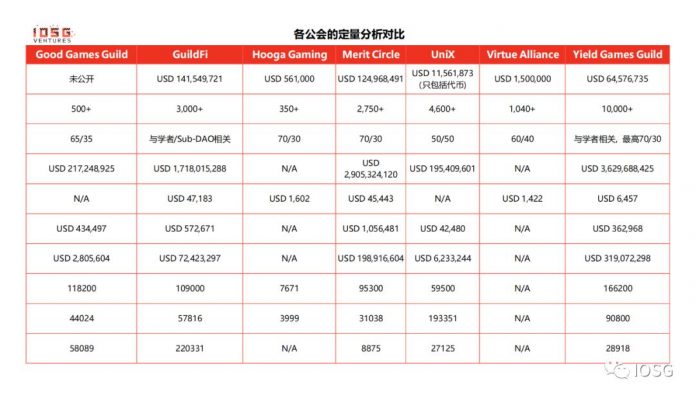 IOSG
VENTURES
各公会的定量分析对比
Good Games Guild GuildFi Hooga Gaming Merit Circle UniX Virtue Alliance Yield Games Guild
未公开 USD 141,549,721 USD 561,000 USD 124,968,491 USD 11,561,873 (只包括代币) USD 1,500,000 USD 64,576,735
500+ 3,000+ 350+ 2,750+ 4,600+ 1,040+ 10,000+
65/35 与学者/Sub-DAO相关 70/30 70/30 50/50 60/40 与学者相关, 最高70/30
USD 217,248,925 USD 1,718,015,288 N/A USD 2,905,324,120 USD 195,409,601 N/A USD 3,629,688,425
N/A USD 47,183 USD 1,602 USD 45,443 N/A USD 1,422 USD 6,457
USD 434,497 USD 572,671 N/A USD 1,056,481 USD 42,480 N/A USD 362,968
USD 2,805,604 USD 72,423,297 N/A USD 198,916,604 USD 6,233,244 N/A USD 319,072,298
118200 109000 7671 95300 59500 N/A 166200
44024 57816 3999 31038 193351 N/A 90800
58089 220331 N/A 8875 27125 N/A 28918
IOSG